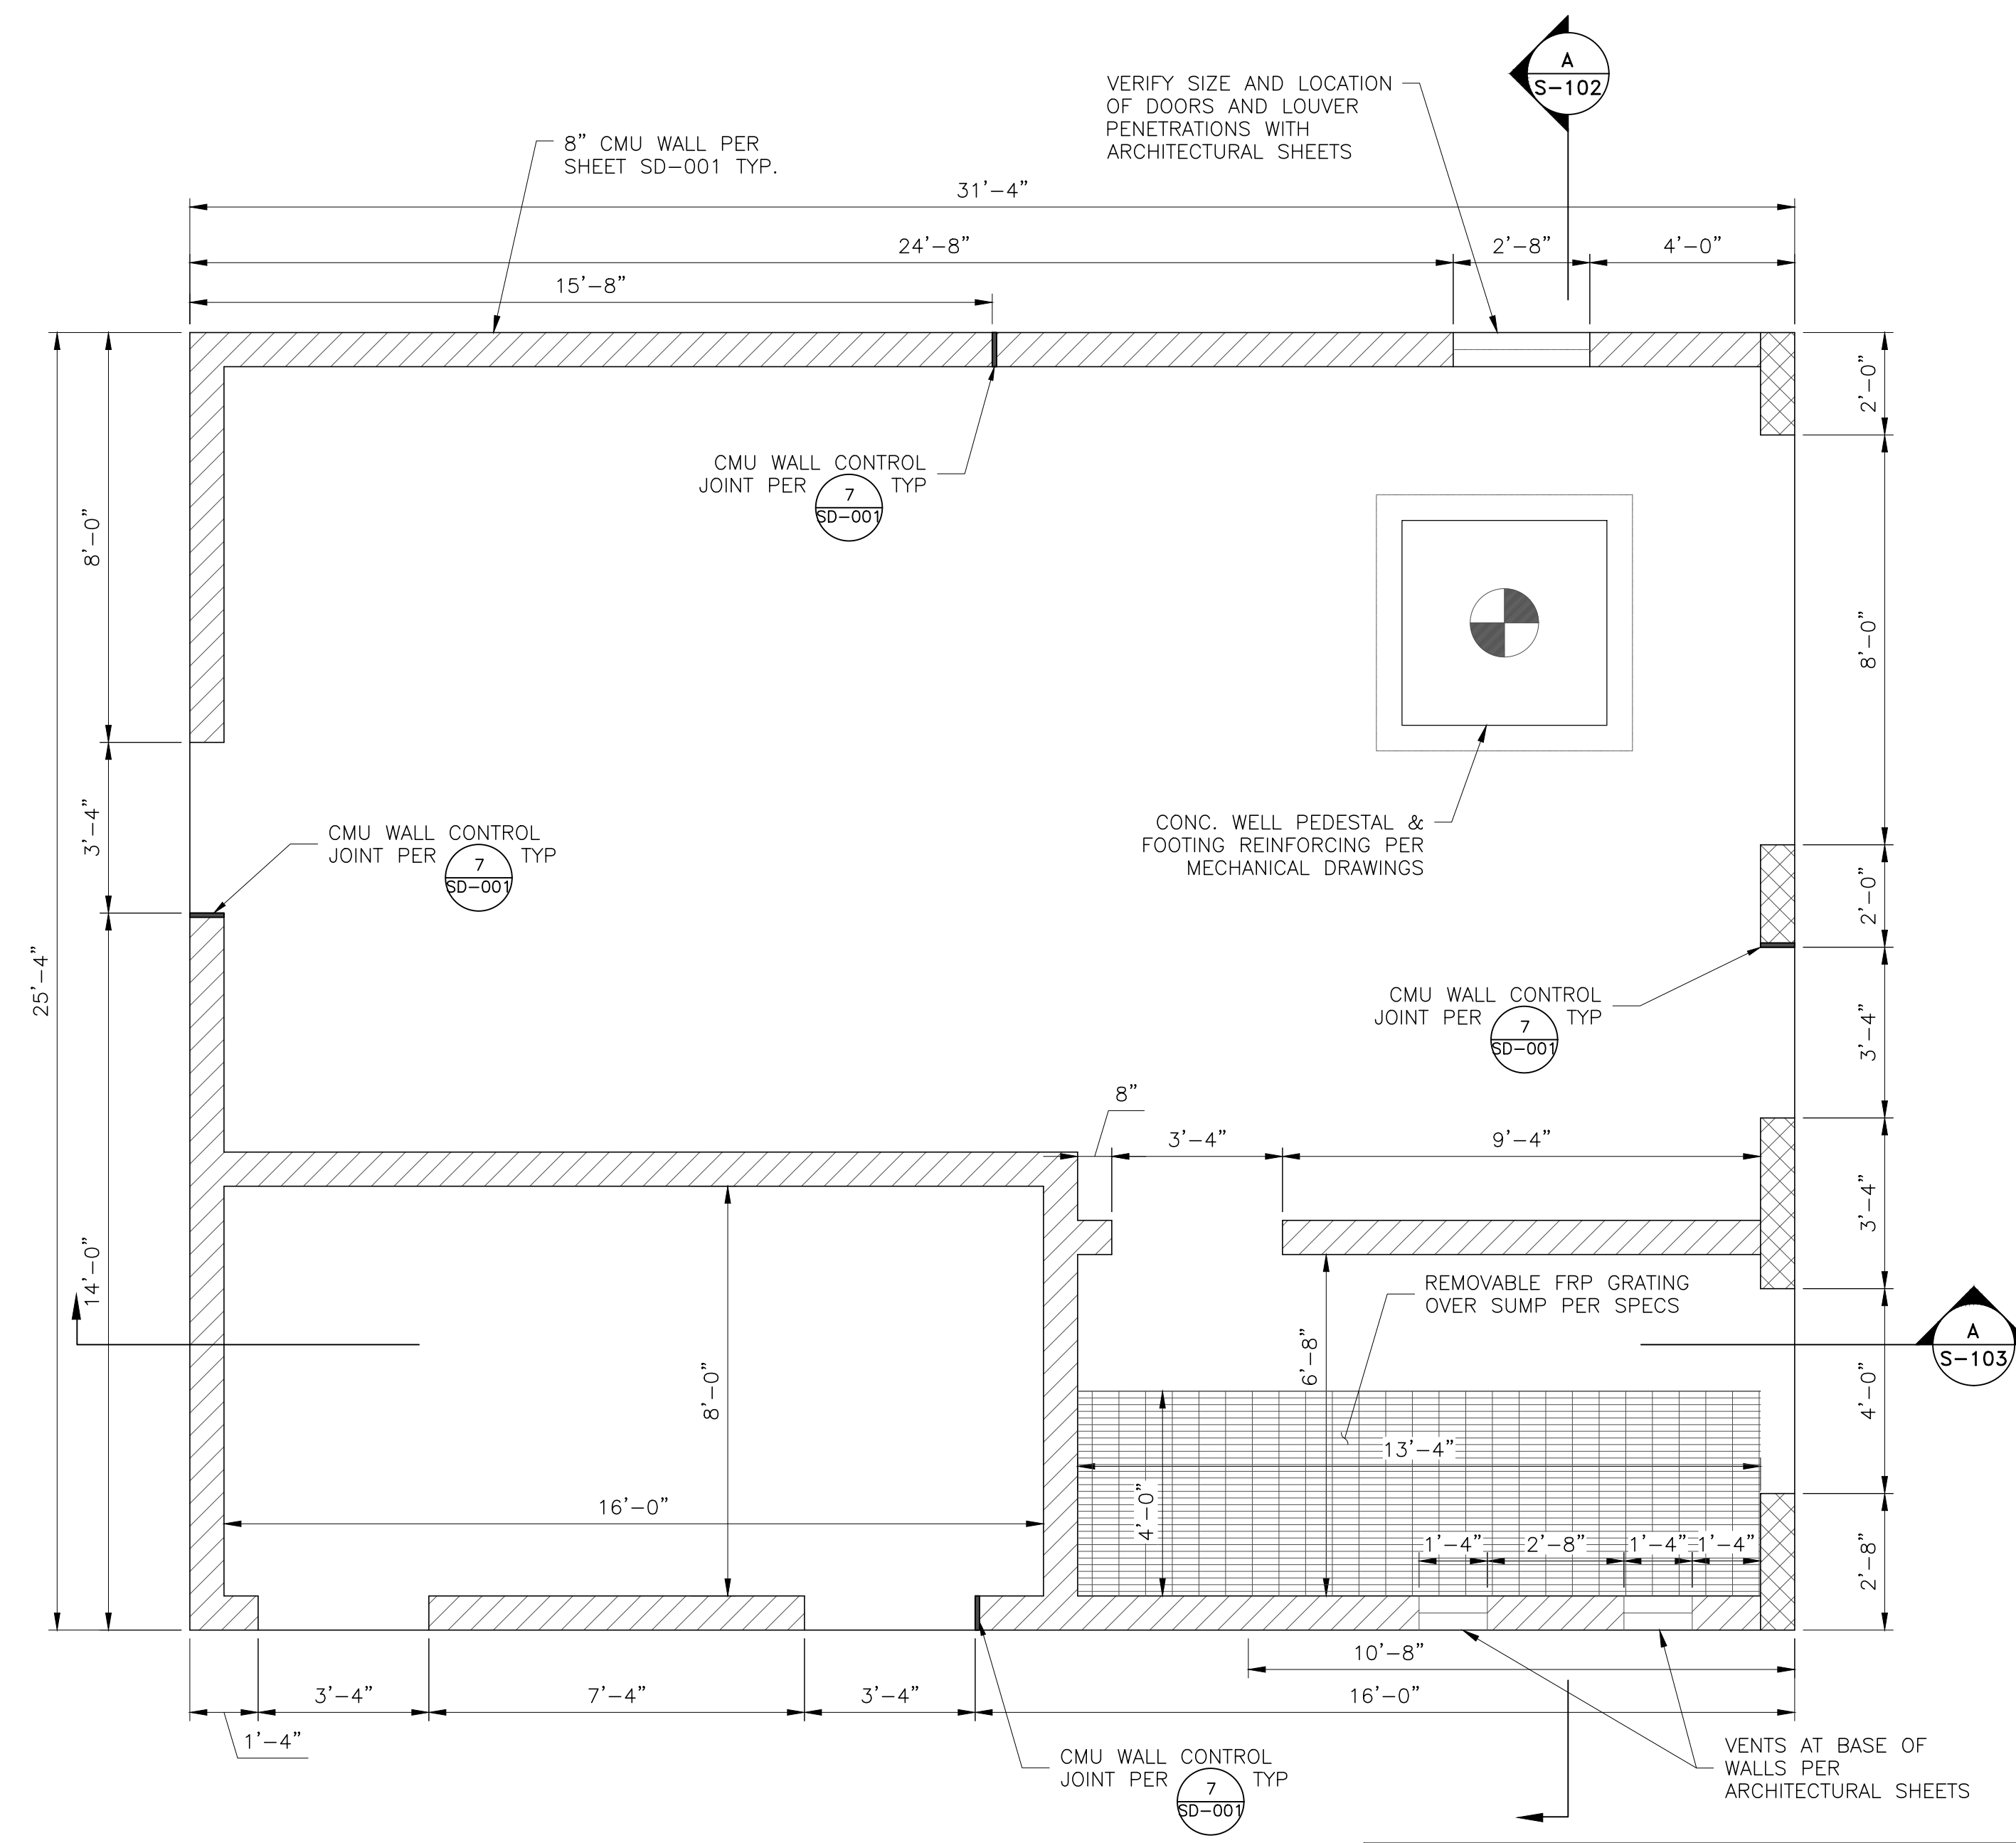 A
S-102
VERIFY SIZE AND LOCATION
OF DOORS AND LOUVER
PENETRATIONS WITH
ARCHITECTURAL SHEETS
8" CMU WALL PER
SHEET SD-001 TYP.
31'-4"
24'-8"
2'-8"
4'-0"
15'-8"
2'-0"
8'-0"
CMU WALL CONTROL
JOINT PER TYP
7
SD-001
8'-0"
3'-4"
CONC. WELL PEDESTAL &
FOOTING REINFORCING PER
MECHANICAL DRAWINGS
CMU WALL CONTROL
JOINT PER TYP
7
SD-001
2'-0"
25'-4"
CMU WALL CONTROL
JOINT PER TYP
7
SD-001
3'-4"
8"
3'-4"
9'-4"
3'-4"
14'-0"
REMOVABLE FRP GRATING
OVER SUMP PER SPECS
A
S-103
6'-8"
8'-0"
4'-0"
13'-4"
16'-0"
4'-0"
1'-4"
2'-8"
1'-4"
1'-4"
2'-8"
10'-8"
3'-4"
7'-4"
3'-4"
16'-0"
1'-4"
CMU WALL CONTROL
JOINT PER TYP
7
SD-001
VENTS AT BASE OF
WALLS PER
ARCHITECTURAL SHEETS